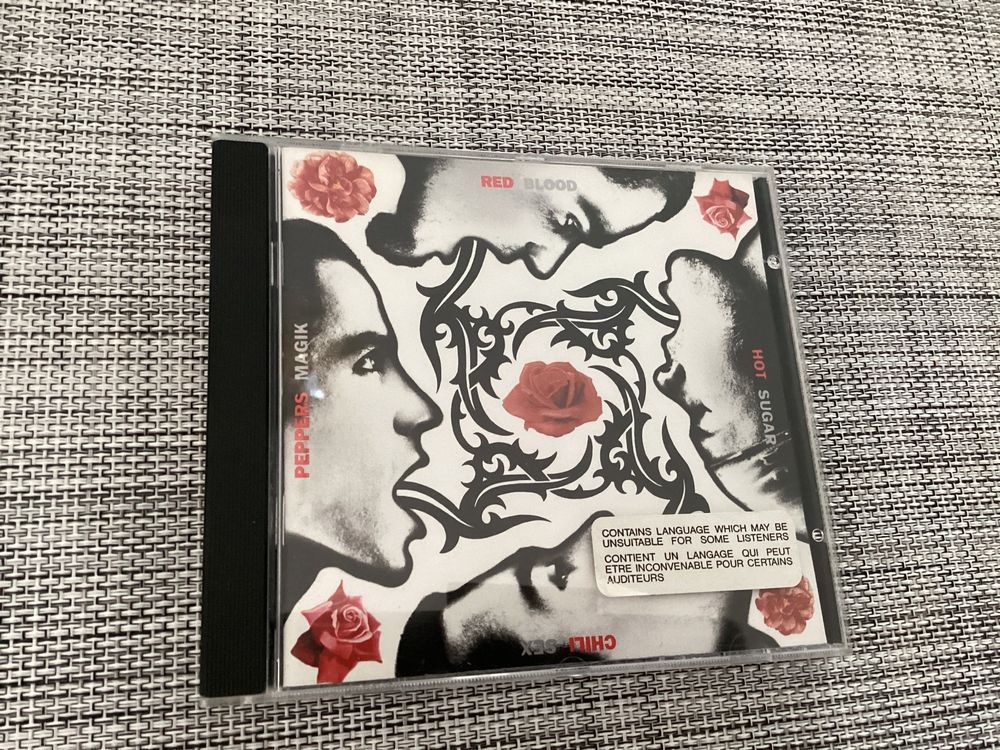 RED BLOOD
HOT SUGAR
CHILI SEX
PEPPERS MAGIK
CONTAINS LANGUAGE WHICH MAY BE
UNSUITABLE FOR SOME LISTENERS
CONTIENT UN LANGAGE QUI PEUT
ETRE INCONVENABLE POUR CERTAINS
AUDITEURS